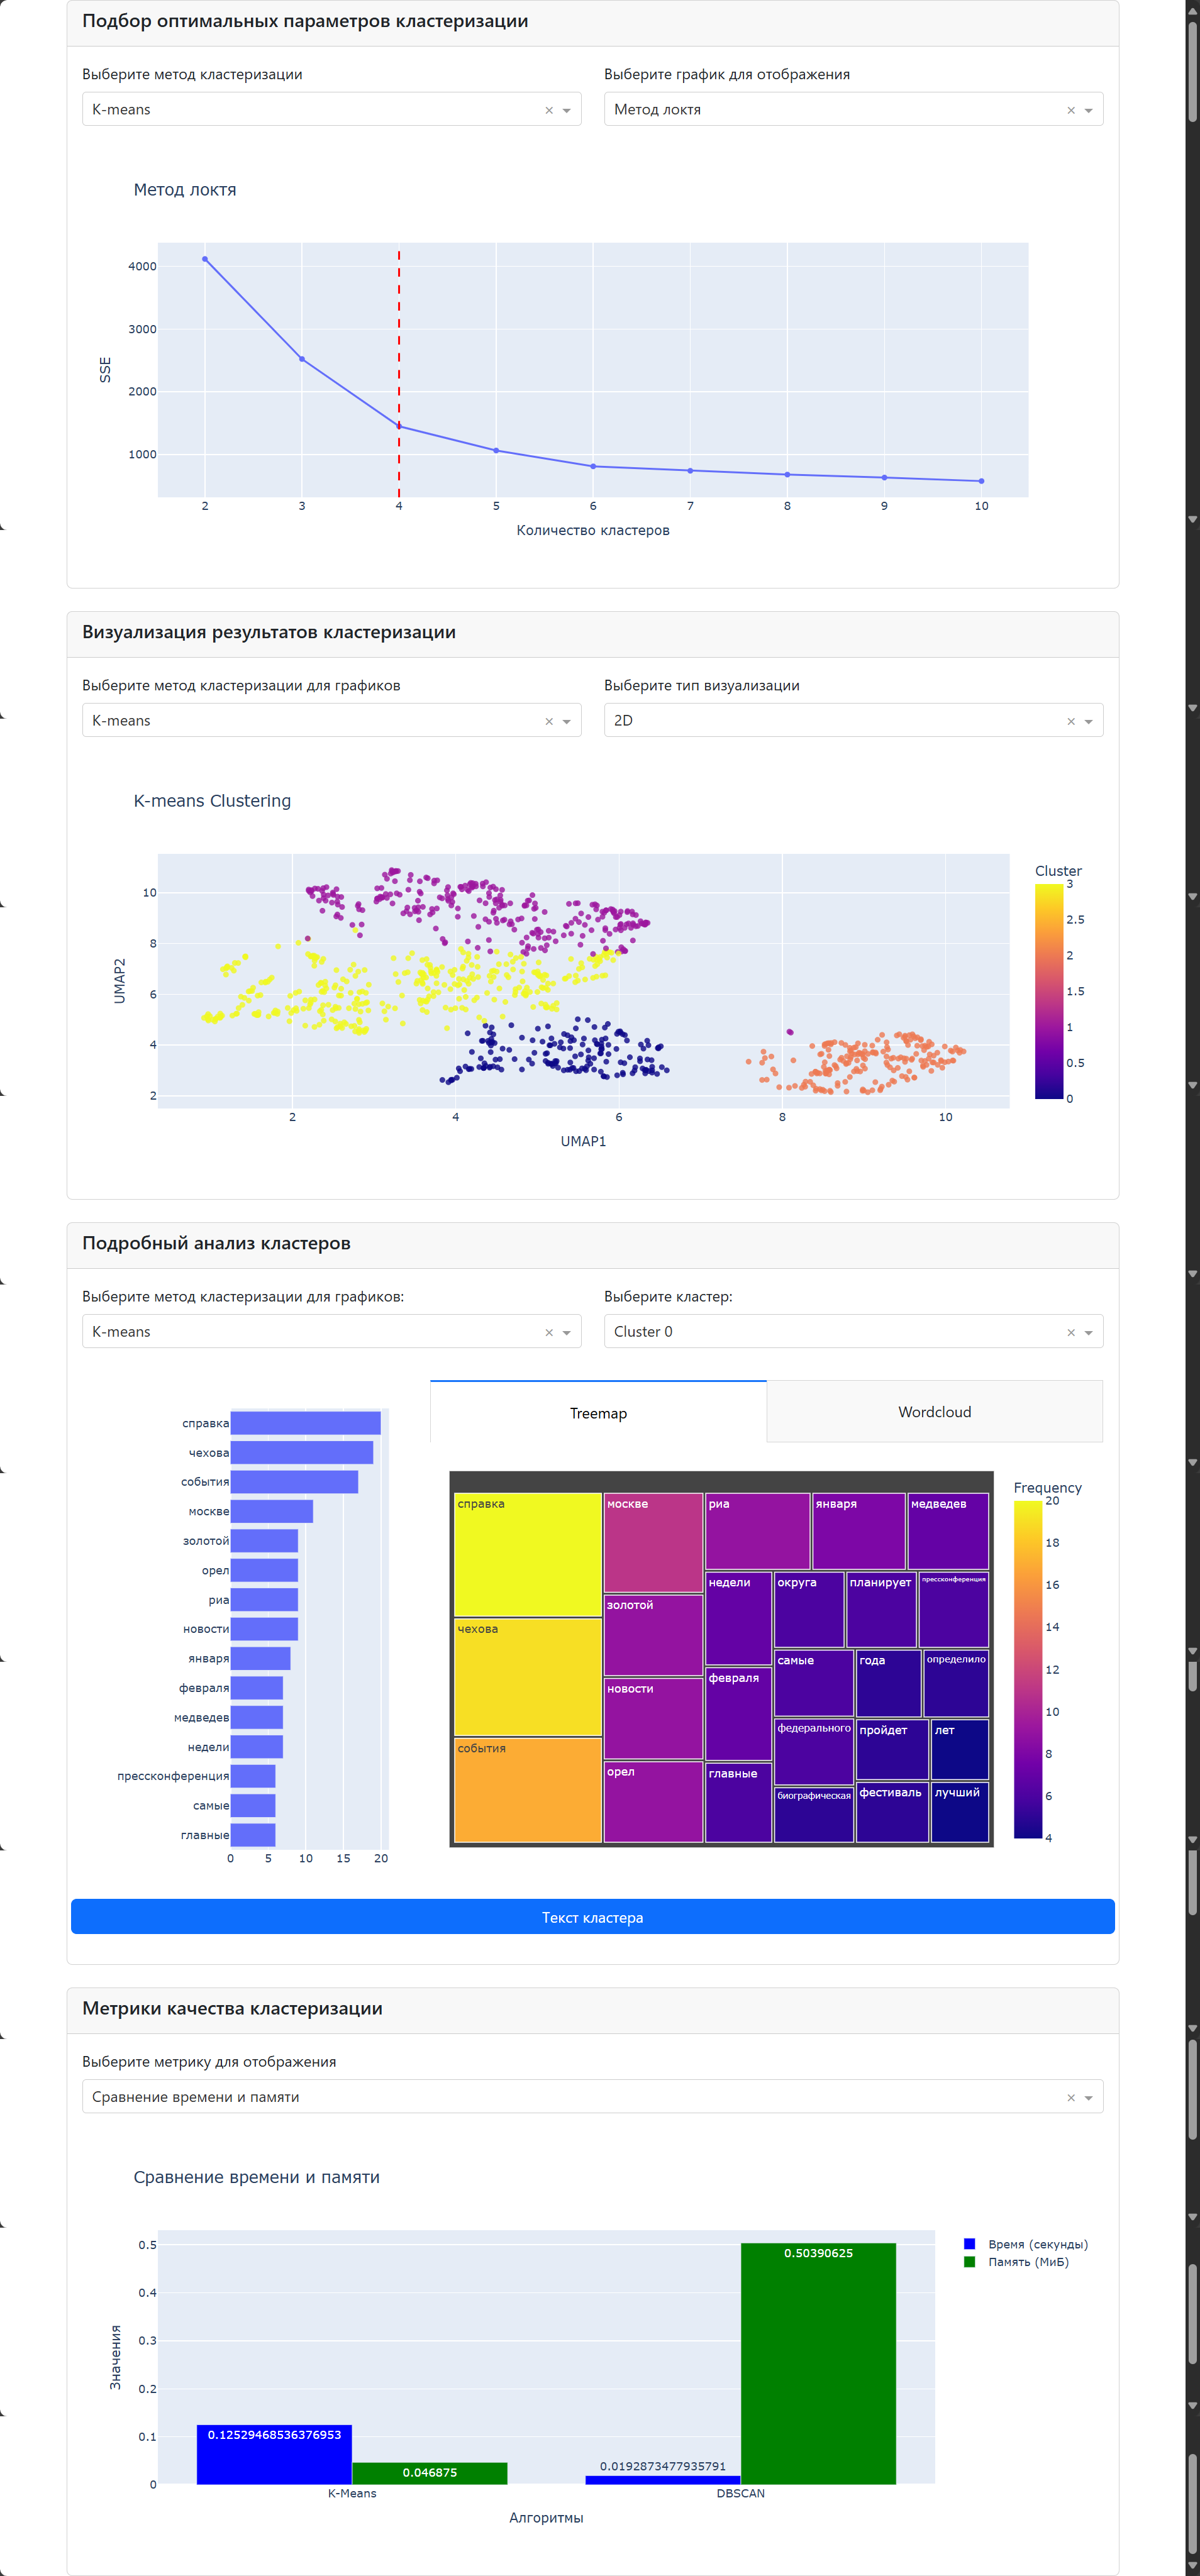 Подбор оптимальных параметров кластеризации
Выберите метод кластеризации
Выберите график для отображения
K-means
Метод локтя
Метод локтя
4000
3000
2000
1000
SSE
2 3 4 5 6 7 8 9 10
Количество кластеров
Визуализация результатов кластеризации
Выберите метод кластеризации для графиков
Выберите тип визуализации
K-means
2D
K-means Clustering
10
8
6
4
2
UMAP2
2 4 6 8 10
UMAP1
Cluster
3
2.5
2
1.5
1
0.5
0
Подробный анализ кластеров
Выберите метод кластеризации для графиков:
Выберите кластер:
K-means
Cluster 0
справка
чехова
события
москве
золотой
орел
риа
новости
января
февраля
медведев
недели
прессконференция
самые
главные
0 5 10 15 20
Treemap
Wordcloud
справка
чехова
события
москве
золотой
новости
орел
риа
января
медведев
недели
февраля
главные
округа
планирует
прессконференция
самые
года
определило
федерального
пройдет
лет
биографическая
фестиваль
лучший
Frequency
20
18
16
14
12
10
8
6
4
Текст кластера
Метрики качества кластеризации
Выберите метрику для отображения
Сравнение времени и памяти
Сравнение времени и памяти
0.5
0.4
0.3
0.2
0.1
0
Значения
0.12529468536376953
0.046875
0.0192873477935791
0.50390625
K-Means
DBSCAN
Алгоритмы
Время (секунды)
Память (МиБ)